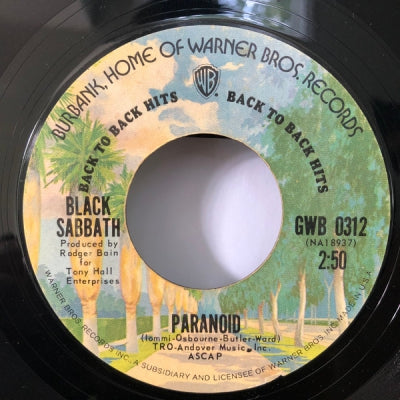 BURBANK, HOME OF WARNER BROS. RECORDS
WB
BACK TO BACK HITS
BACK TO BACK HITS
BLACK
SABBATH
Produced by
Rodger Bain
for
Tony Hall
Enterprises
GWB 0312
(NA18937)
2:50
PARANOID
(Iommi-Osbourne-Butler-Ward)
TRO-Andover Music, Inc.
ASCAP
WARNER BROS. RECORDS INC., A SUBSIDIARY AND LICENSEE OF WARNER BROS. INC. MADE IN U.S.A.